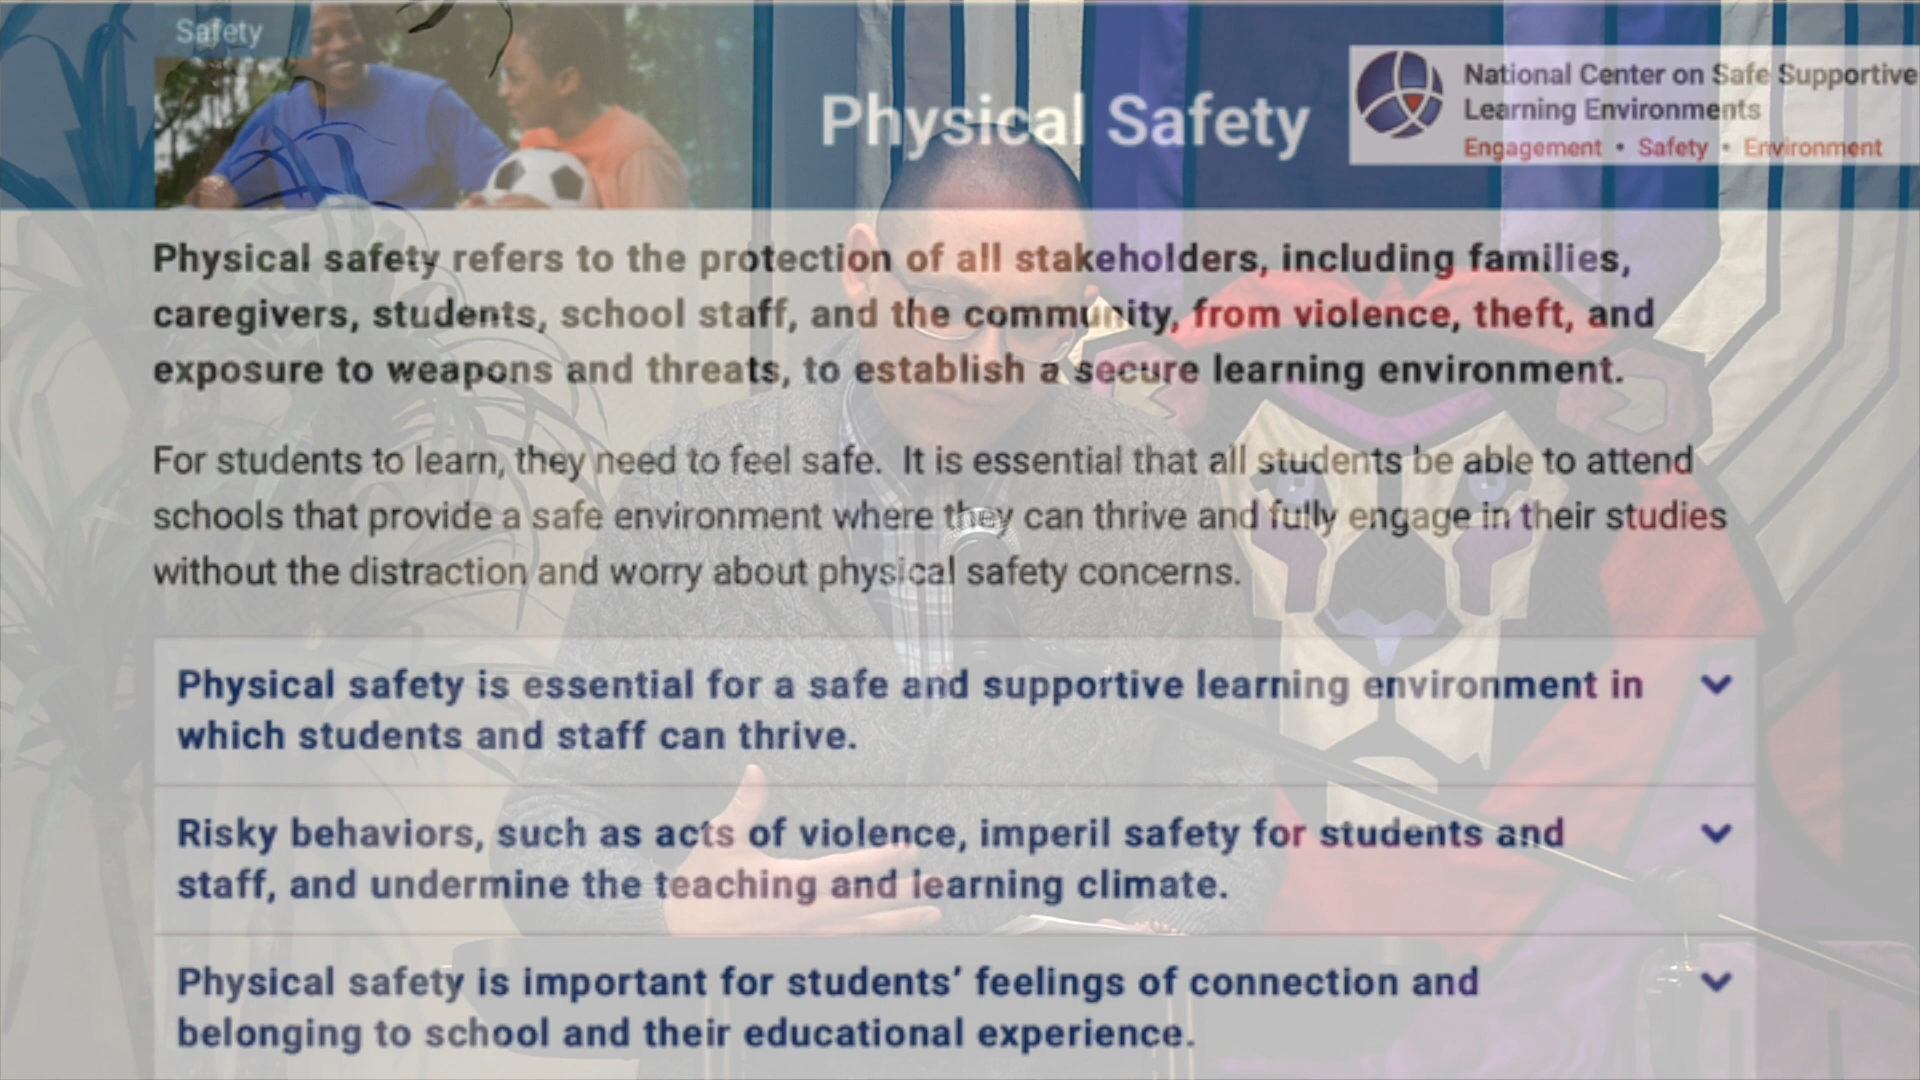 Safety
Physical Safety
National Center on Safe Supportive
Learning Environments
Engagement • Safety • Environment
Physical safety refers to the protection of all stakeholders, including families,
caregivers, students, school staff, and the community, from violence, theft, and
exposure to weapons and threats, to establish a secure learning environment.
For students to learn, they need to feel safe.  It is essential that all students be able to attend
schools that provide a safe environment where they can thrive and fully engage in their studies
without the distraction and worry about physical safety concerns.
Physical safety is essential for a safe and supportive learning environment in
which students and staff can thrive.
Risky behaviors, such as acts of violence, imperil safety for students and
staff, and undermine the teaching and learning climate.
Physical safety is important for students’ feelings of connection and
belonging to school and their educational experience.